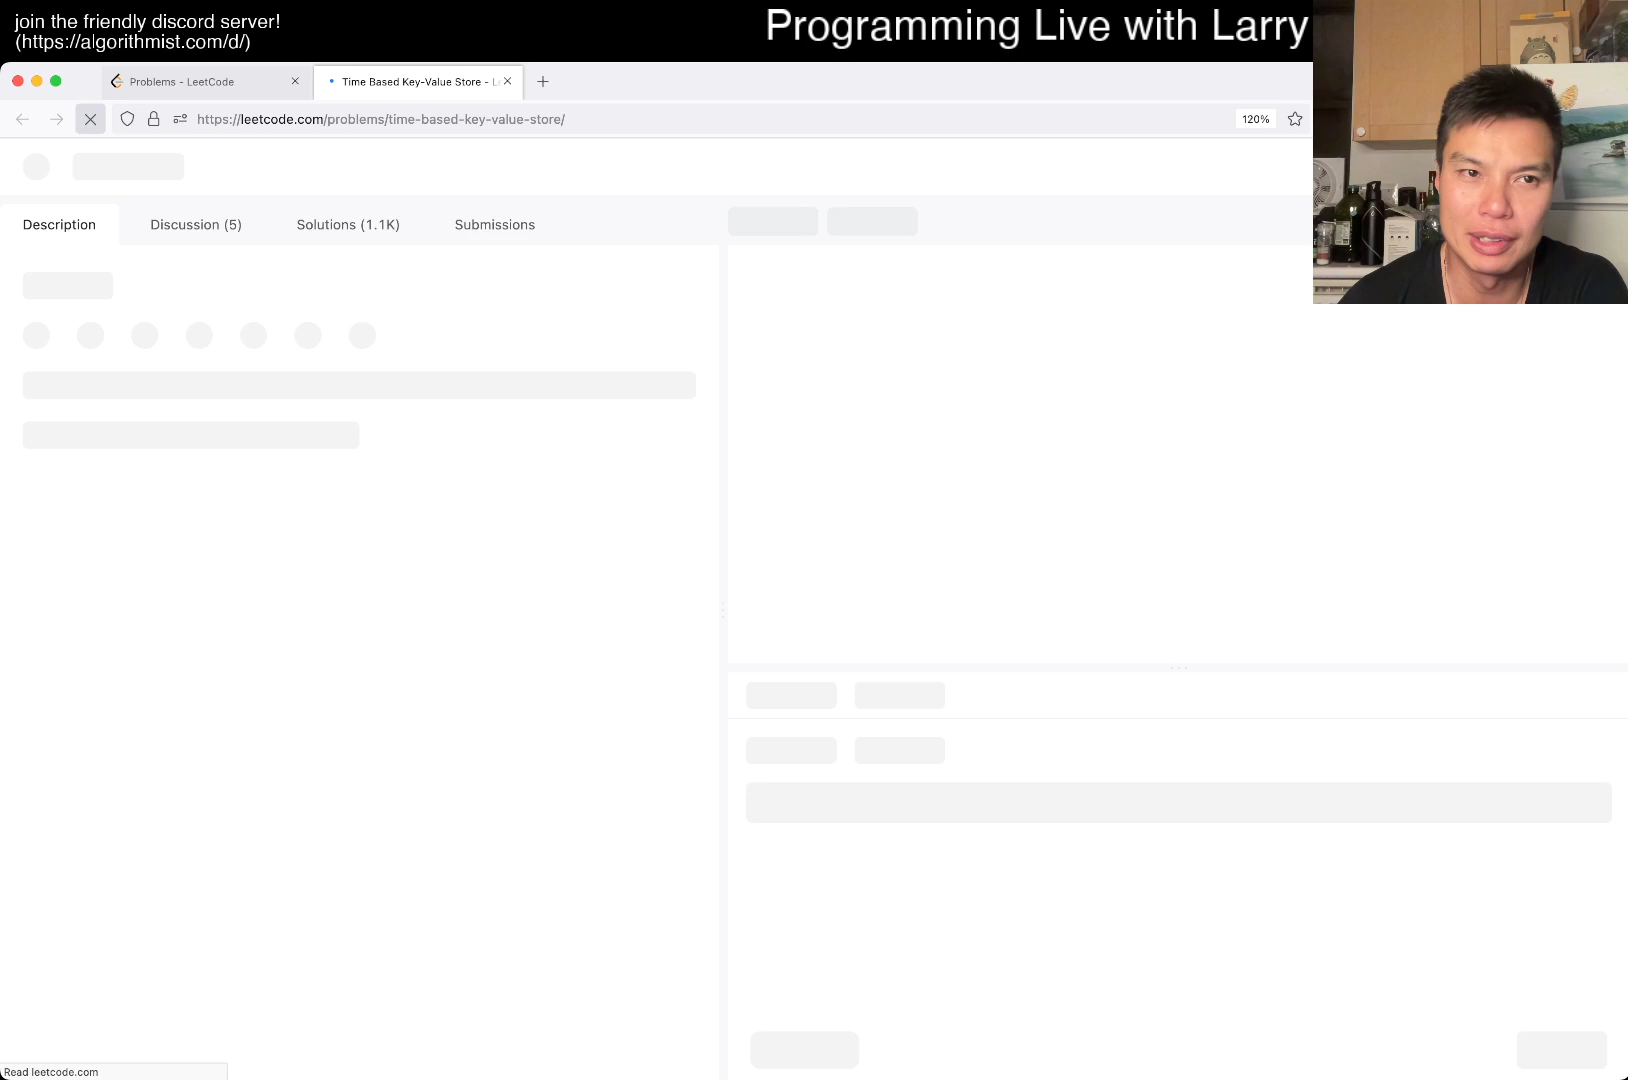 join the friendly discord server!
(https://algorithmist.com/d/)
Programming Live with Larry
Problems - LeetCode
Time Based Key-Value Store - Le
https://leetcode.com/problems/time-based-key-value-store/
120%
Description
Discussion (5)
Solutions (1.1K)
Submissions
Read leetcode.com